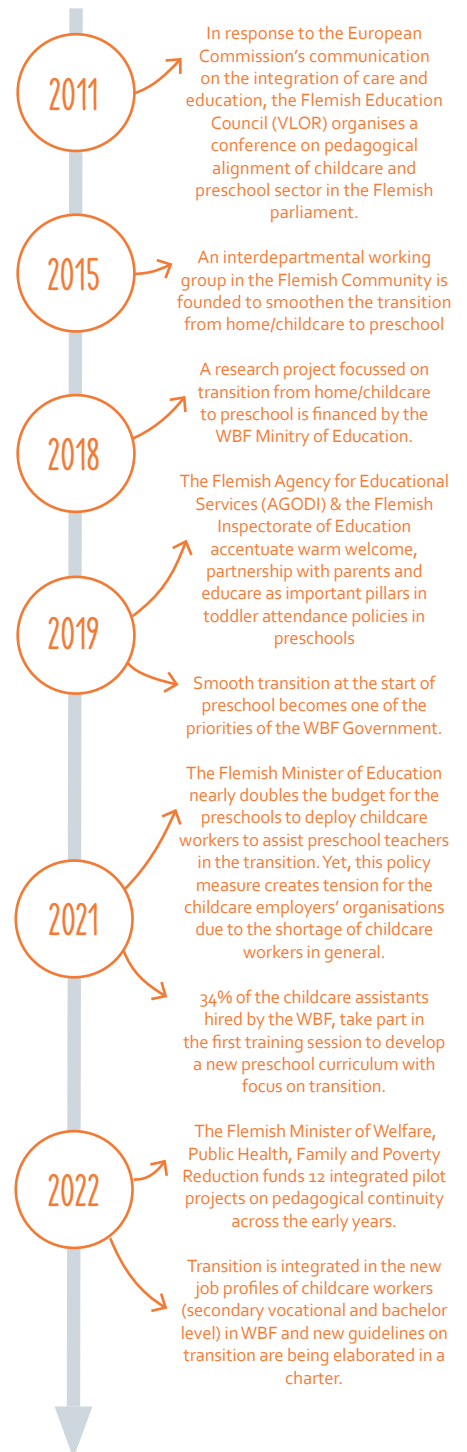 2011
In response to the European
Commission's communication
on the integration of care and
education, the Flemish Education
Council (VLOR) organises a
conference on pedagogical
alignment of childcare and
preschool sector in the Flemish
parliament.
2015
An interdepartmental working
group in the Flemish Community is
founded to smoothen the transition
from home/childcare to preschool
2018
A research project focussed on
transition from home/childcare
to preschool is financed by the
WBF Minitry of Education.
2019
The Flemish Agency for Educational
Services (AGODI) & the Flemish
Inspectorate of Education
accentuate warm welcome,
partnership with parents and
educare as important pillars in
toddler attendance policies in
preschools
Smooth transition at the start of
preschool becomes one of the
priorities of the WBF Government.
2021
The Flemish Minister of Education
nearly doubles the budget for the
preschools to deploy childcare
workers to assist preschool teachers
in the transition. Yet, this policy
measure creates tension for the
childcare employers' organisations
due to the shortage of childcare
workers in general.
34% of the childcare assistants
hired by the WBF, take part in
the first training session to develop
a new preschool curriculum with
focus on transition.
2022
The Flemish Minister of Welfare,
Public Health, Family and Poverty
Reduction funds 12 integrated pilot
projects on pedagogical continuity
across the early years.
Transition is integrated in the new
job profiles of childcare workers
(secondary vocational and bachelor
level) in WBF and new guidelines on
transition are being elaborated in a
charter.